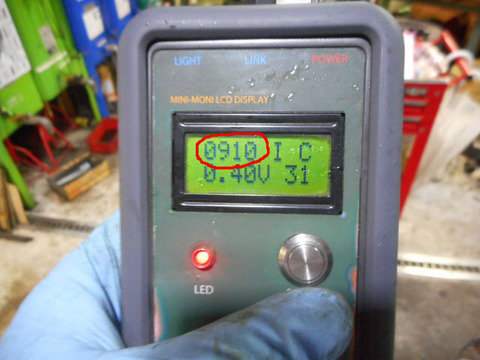 LIGHT LINK POWER
MINI-MONI LCD DISPLAY
0910 I C
0.40V 31
LED